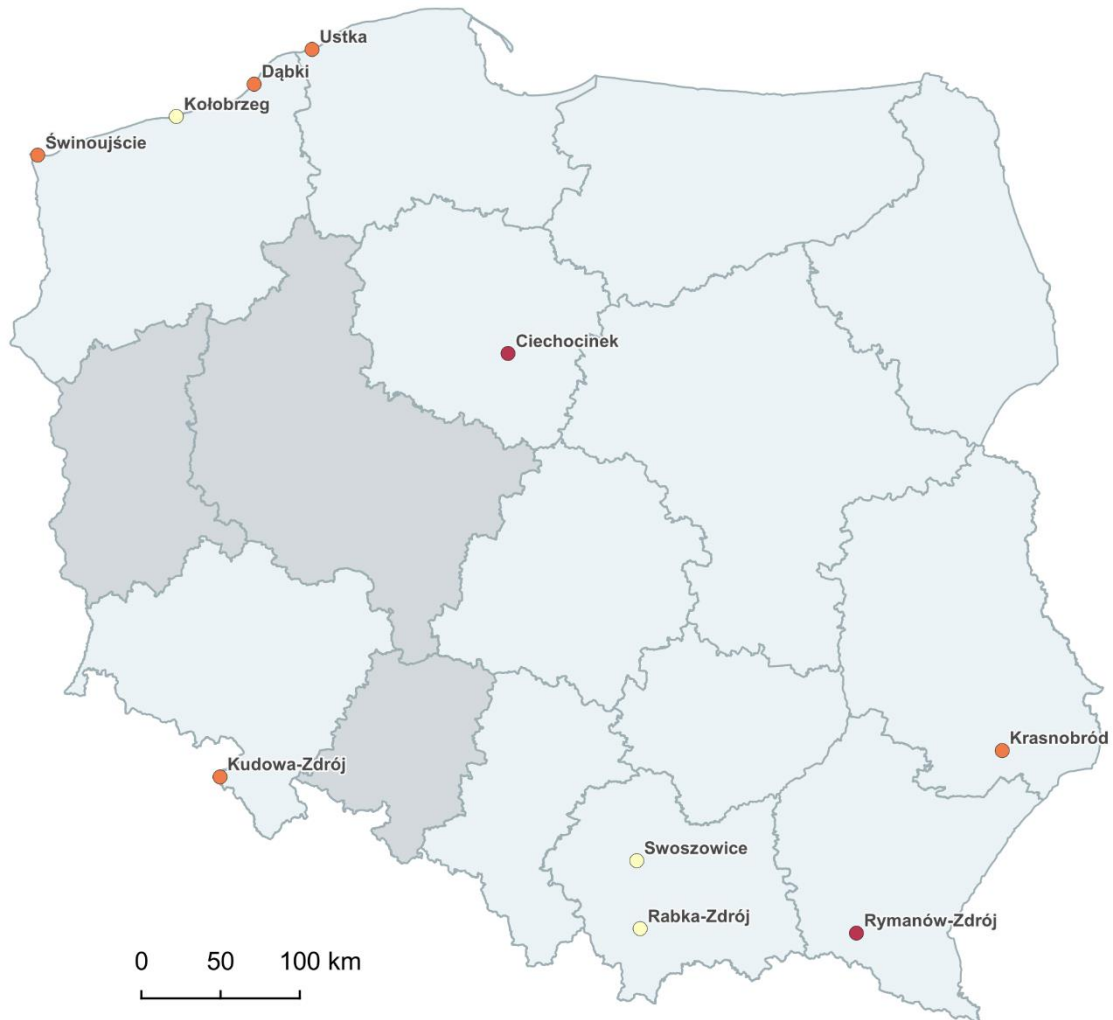 Ustka
Dąbki
Kołobrzeg
Świnoujście
Ciechocinek
Krasnobród
Kudowa-Zdrój
Swoszowice
Rabka-Zdrój
Rymanów-Zdrój
0 50 100 km